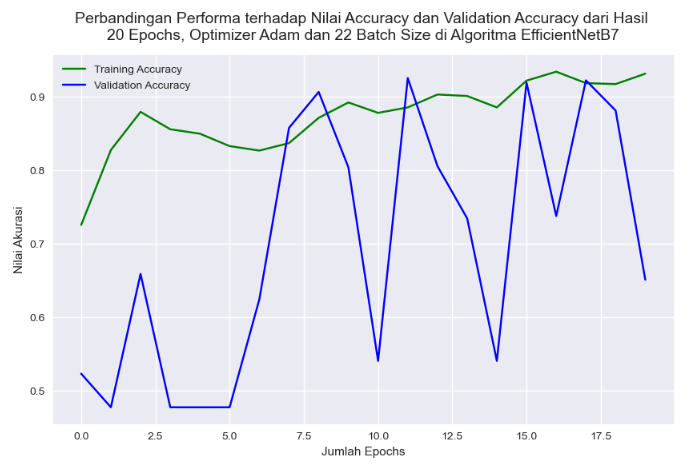 Perbandingan Performa terhadap Nilai Accuracy dan Validation Accuracy dari Hasil
20 Epochs, Optimizer Adam dan 22 Batch Size di Algoritma EfficientNetB7
Training Accuracy
Validation Accuracy
Nilai Akurasi
0.9
0.8
0.7
0.6
0.5
0.0 2.5 5.0 7.5 10.0 12.5 15.0 17.5
Jumlah Epochs